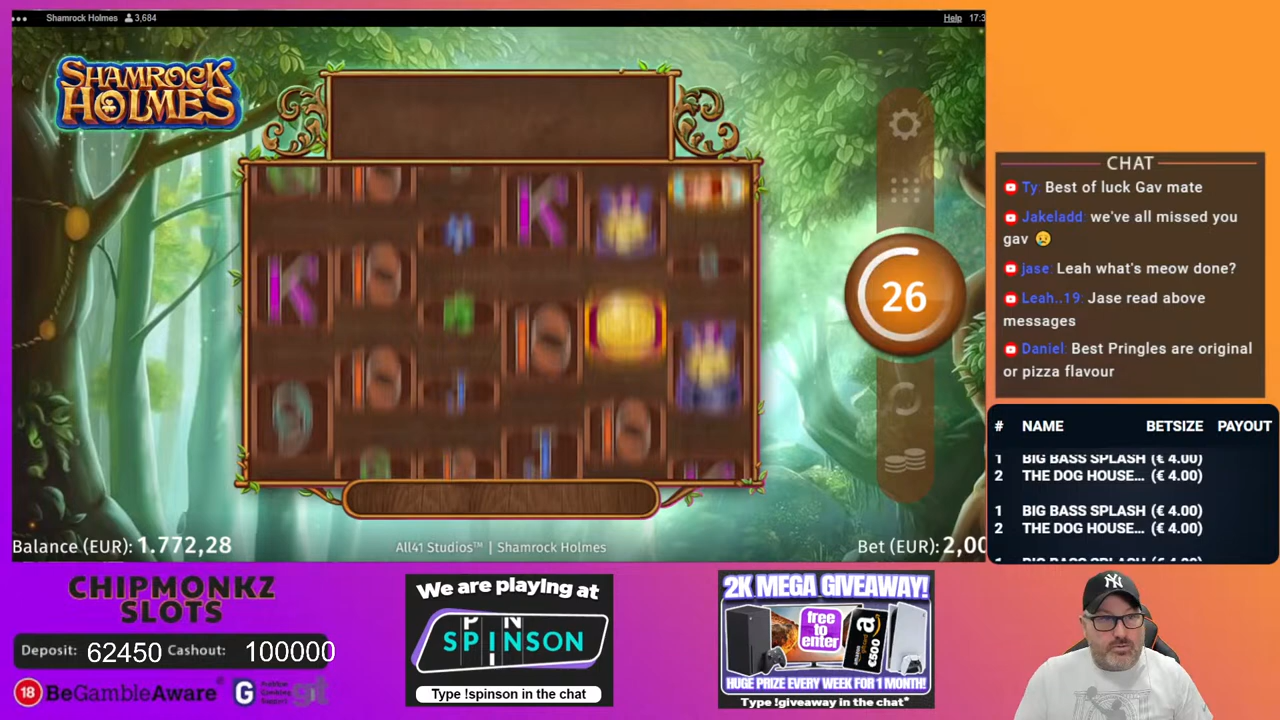 Shamrock Holmes 3,684
Help 17:3
SHAMROCK
HOLMES
K
K
26
Balance (EUR): 1.772,28
All41 Studios™ | Shamrock Holmes
Bet (EUR): 2,00
CHAT
Ty: Best of luck Gav mate
Jakeladd: we've all missed you
gav 😥
jase: Leah what's meow done?
Leah..19: Jase read above
messages
Daniel: Best Pringles are original
or pizza flavour
# NAME BETSIZE PAYOUT
1 BIG BASS SPLASH (€ 4.00)
2 THE DOG HOUSE... (€ 4.00)
1 BIG BASS SPLASH (€ 4.00)
2 THE DOG HOUSE... (€ 4.00)
CHIPMONKZ
SLOTS
Deposit: 62450 Cashout: 100000
18 BeGambleAware
We are playing at
SPINSON
Type !spinson in the chat
2K MEGA GIVEAWAY!
free
to
enter
a
amazon
€500
HUGE PRIZE EVERY WEEK FOR 1 MONTH!
Type !giveaway in the chat*
NY